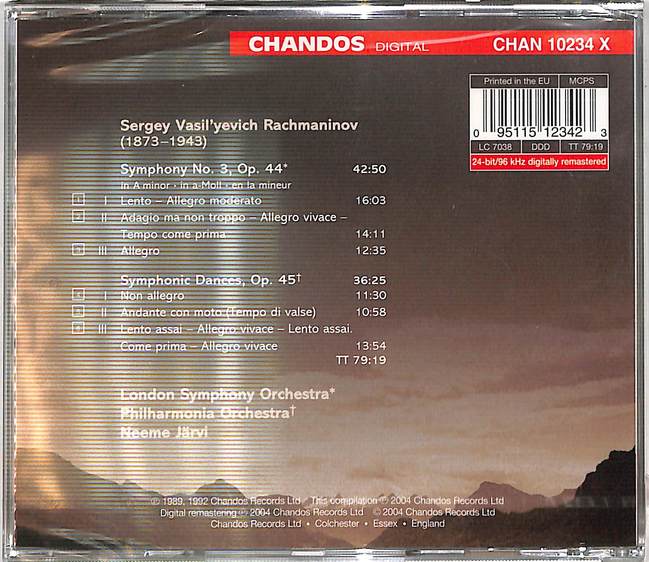 CHANDOS DIGITAL CHAN 10234 X
Printed in the EU MCPS
0 95115 12342 3
LC 7038 DDD TT 79:19
24-bit/96 kHz digitally remastered
Sergey Vasil'yevich Rachmaninov
(1873–1943)
Symphony No. 3, Op. 44* 42:50
in A minor · in a-Moll · en la mineur
1 I Lento – Allegro moderato 16:03
2 II Adagio ma non troppo – Allegro vivace –
Tempo come prima 14:11
3 III Allegro 12:35
Symphonic Dances, Op. 45† 36:25
4 I Non allegro 11:30
5 II Andante con moto (Tempo di valse) 10:58
6 III Lento assai – Allegro vivace – Lento assai.
Come prima – Allegro vivace 13:54
TT 79:19
London Symphony Orchestra*
Philharmonia Orchestra†
Neeme Järvi
℗ 1989, 1992 Chandos Records Ltd This compilation ℗ 2004 Chandos Records Ltd
Digital remastering ℗ 2004 Chandos Records Ltd © 2004 Chandos Records Ltd
Chandos Records Ltd • Colchester • Essex • England